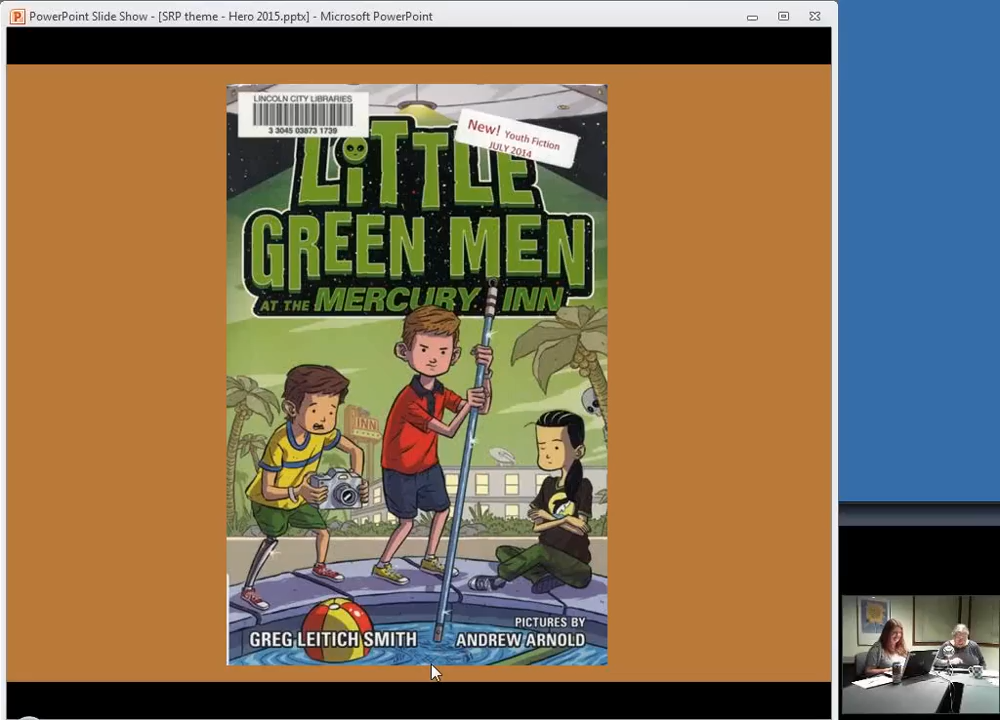 PowerPoint Slide Show - [SRP theme - Hero 2015.pptx] - Microsoft PowerPoint
LINCOLN CITY LIBRARIES
3 3045 03873 1739
New! Youth Fiction
JULY 2014
LiTTLE
GREEN MEN
AT THE MERCURY INN
INN
PICTURES BY
GREG LEITICH SMITH
ANDREW ARNOLD